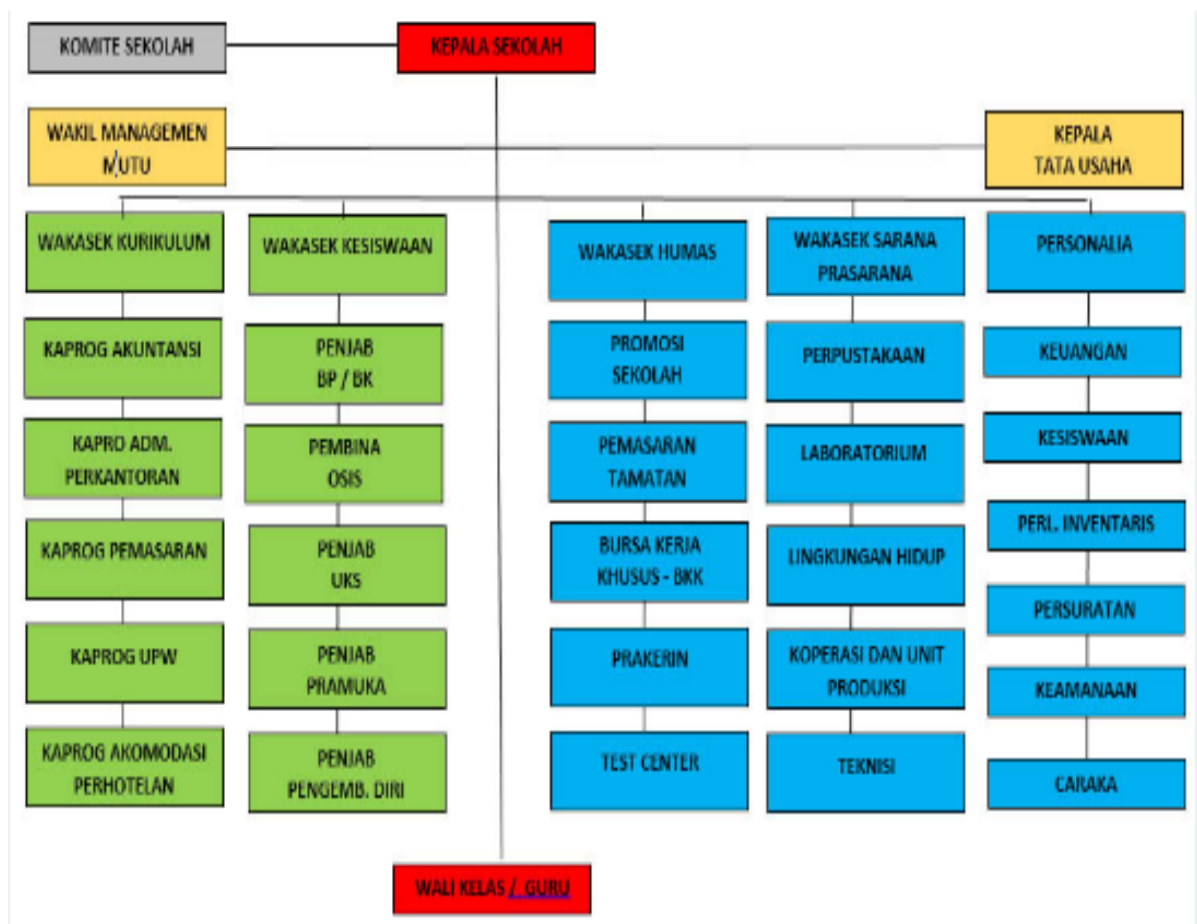 KOMITE SEKOLAH
KEPALA SEKOLAH
WAKIL MANAGEMEN
MUTU
KEPALA
TATA USAHA
WAKASEK KURIKULUM
KAPROG AKUNTANSI
KAPRO ADM.
PERKANTORAN
KAPROG PEMASARAN
KAPROG UPW
KAPROG AKOMODASI
PERHOTELAN
WAKASEK KESISWAAN
PENJAB
BP / BK
PEMBINA
OSIS
PENJAB
UKS
PENJAB
PRAMUKA
PENJAB
PENGEMB. DIRI
WAKASEK HUMAS
PROMOSI
SEKOLAH
PEMASARAN
TAMATAN
BURSA KERJA
KHUSUS - BKK
PRAKERIN
TEST CENTER
WAKASEK SARANA
PRASARANA
PERPUSTAKAAN
LABORATORIUM
LINGKUNGAN HIDUP
KOPERASI DAN UNIT
PRODUKSI
TEKNISI
PERSONALIA
KEUANGAN
KESISWAAN
PERL. INVENTARIS
PERSURATAN
KEAMANAAN
CARAKA
WALI KELAS / GURU